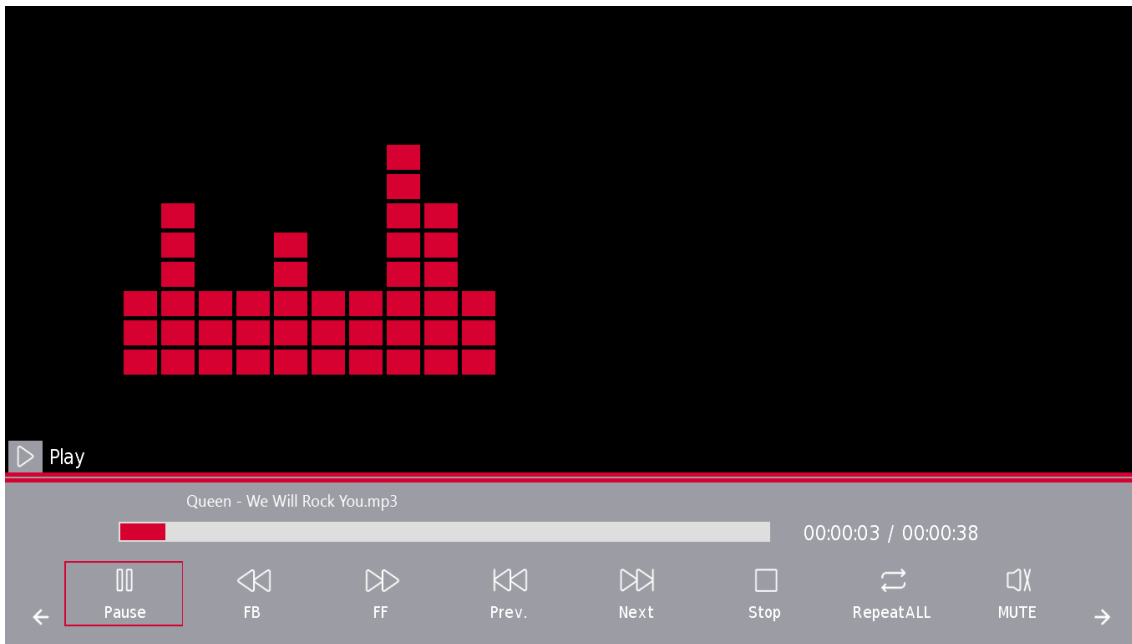 Play
Queen - We Will Rock You.mp3
00:00:03 / 00:00:38
Pause FB FF Prev. Next Stop RepeatALL MUTE